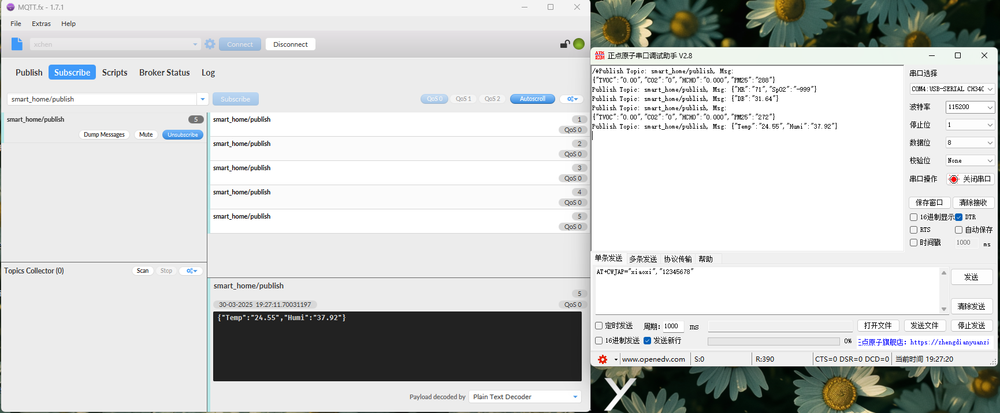 MQTT.fx - 1.7.1
File Extras Help
xchen Connect Disconnect
Publish Subscribe Scripts Broker Status Log
smart_home/publish Subscribe QoS 0 QoS 1 QoS 2 Autoscroll
smart_home/publish 5
Dump Messages Mute Unsubscribe
smart_home/publish 1
QoS 0
smart_home/publish 2
QoS 0
smart_home/publish 3
QoS 0
smart_home/publish 4
QoS 0
smart_home/publish 5
QoS 0
Topics Collector (0) Scan Stop
smart_home/publish
5
30-03-2025 19:27:11.70031197 QoS 0
{"Temp":"24.55","Humi":"37.92"}
Payload decoded by Plain Text Decoder
ATK XCOM 正点原子串口调试助手 V2.8
/#Publish Topic: smart_home/publish, Msg:
{"TVOC":"0.00","CO2":"0","HCHO":"0.000","PM25":"288"}
Publish Topic: smart_home/publish, Msg: {"HR":"71","SpO2":"-999"}
Publish Topic: smart_home/publish, Msg: {"DB":"31.64"}
Publish Topic: smart_home/publish, Msg:
{"TVOC":"0.00","CO2":"0","HCHO":"0.000","PM25":"272"}
Publish Topic: smart_home/publish, Msg: {"Temp":"24.55","Humi":"37.92"}
串口选择
COM4:USB-SERIAL CH340
波特率 115200
停止位 1
数据位 8
校验位 None
串口操作 关闭串口
保存窗口 清除接收
16进制显示 DTR
RTS 自动保存
时间戳 1000 ms
单条发送 多条发送 协议传输 帮助
AT+CWJAP="xiaoxi","12345678"
发送
清除发送
定时发送 周期: 1000 ms 打开文件 发送文件 停止发送
16进制发送 发送新行 0% 正点原子旗舰店: https://zhengdianyuanzi
www.openedv.com S:0 R:390 CTS=0 DSR=0 DCD=0 当前时间 19:27:20
Y